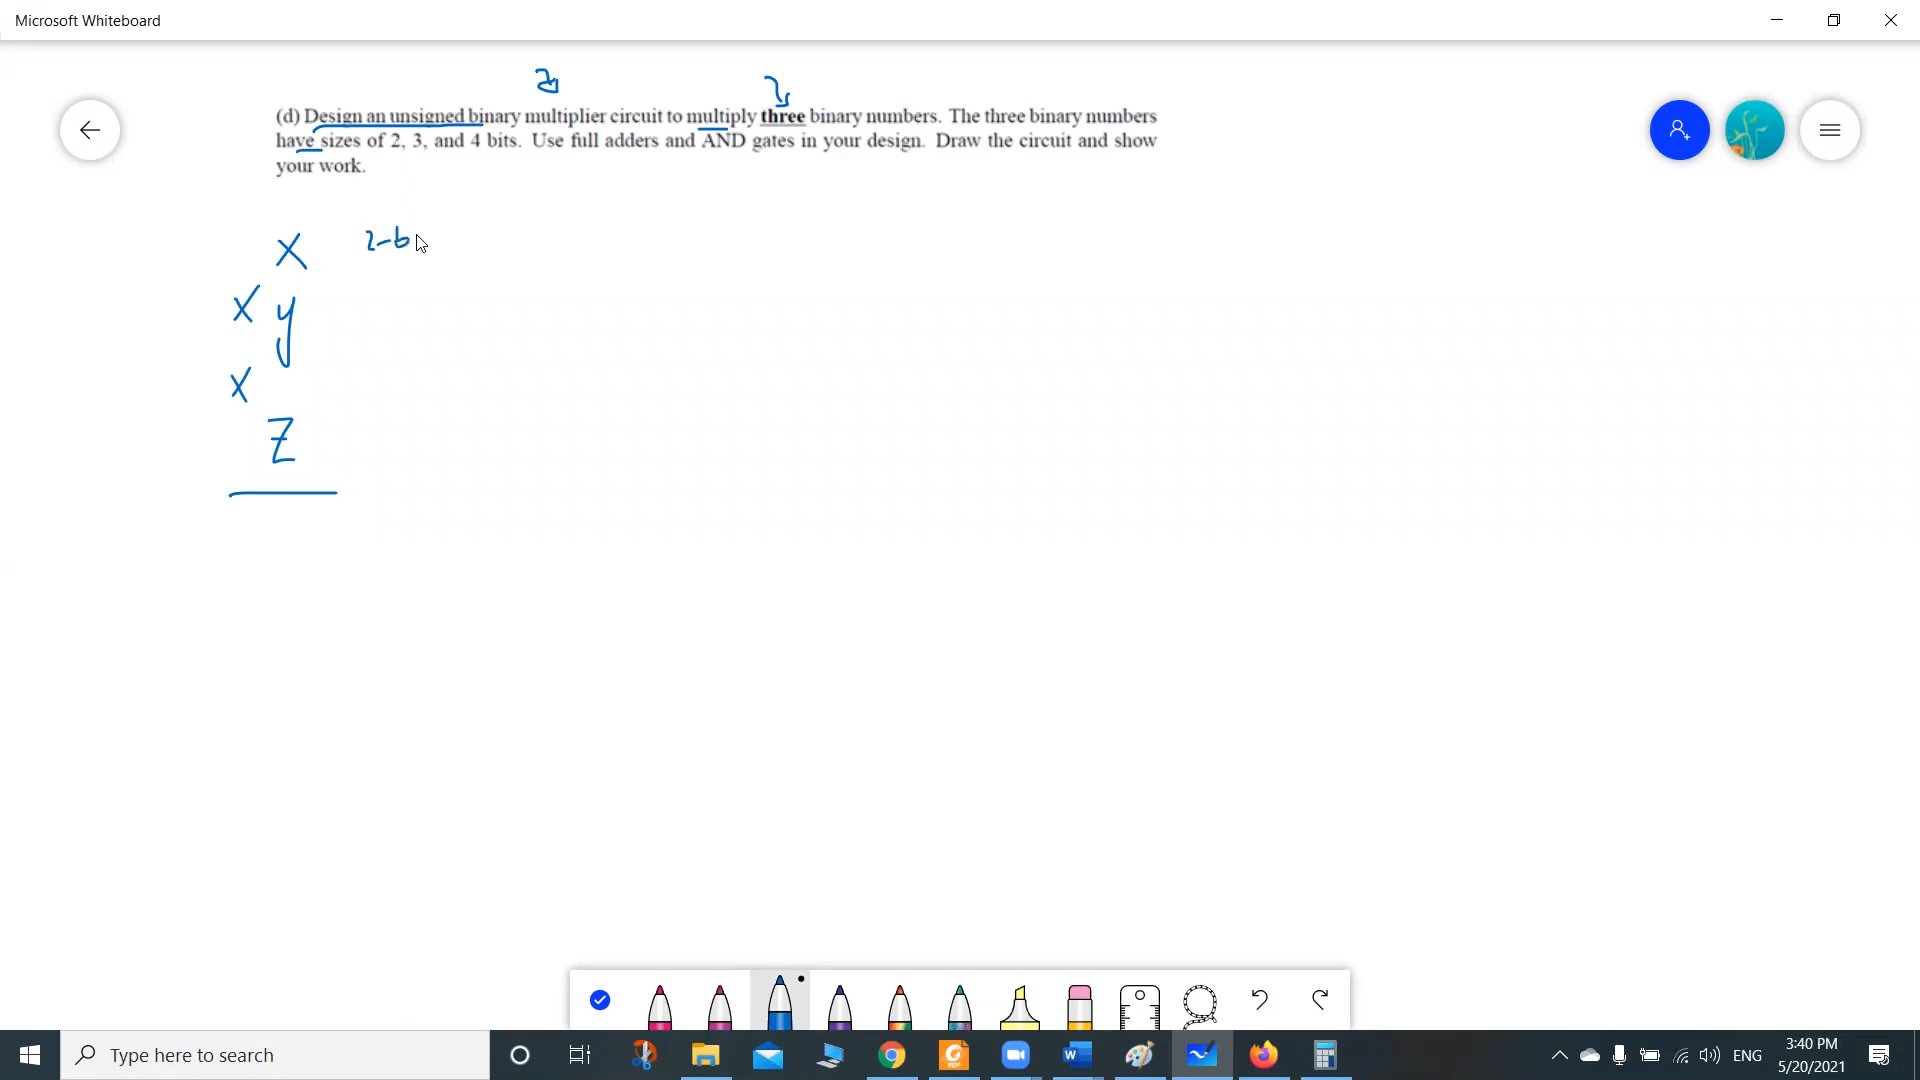 Microsoft Whiteboard
(d) Design an unsigned binary multiplier circuit to multiply three binary numbers. The three binary numbers
have sizes of 2, 3, and 4 bits. Use full adders and AND gates in your design. Draw the circuit and show
your work.
X 2-b
X y
X
Z
Type here to search
ENG
3:40 PM
5/20/2021